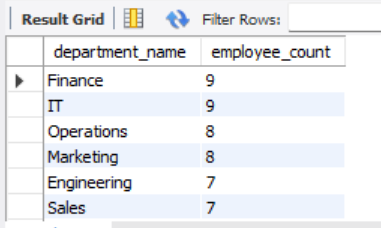 Result Grid Filter Rows:
department_name employee_count
Finance 9
IT 9
Operations 8
Marketing 8
Engineering 7
Sales 7